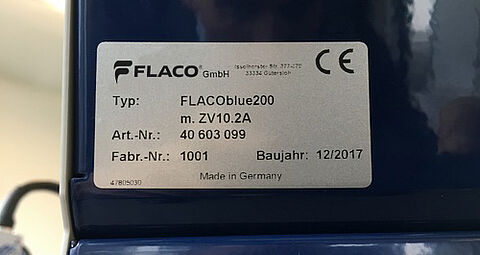 FLACO GmbH
Isselhorster Str. 377-379
33334 Gütersloh
CE
Typ: FLACOblue200
m. ZV10.2A
Art.-Nr.: 40 603 099
Fabr.-Nr.: 1001 Baujahr: 12/2017
Made in Germany
47805030